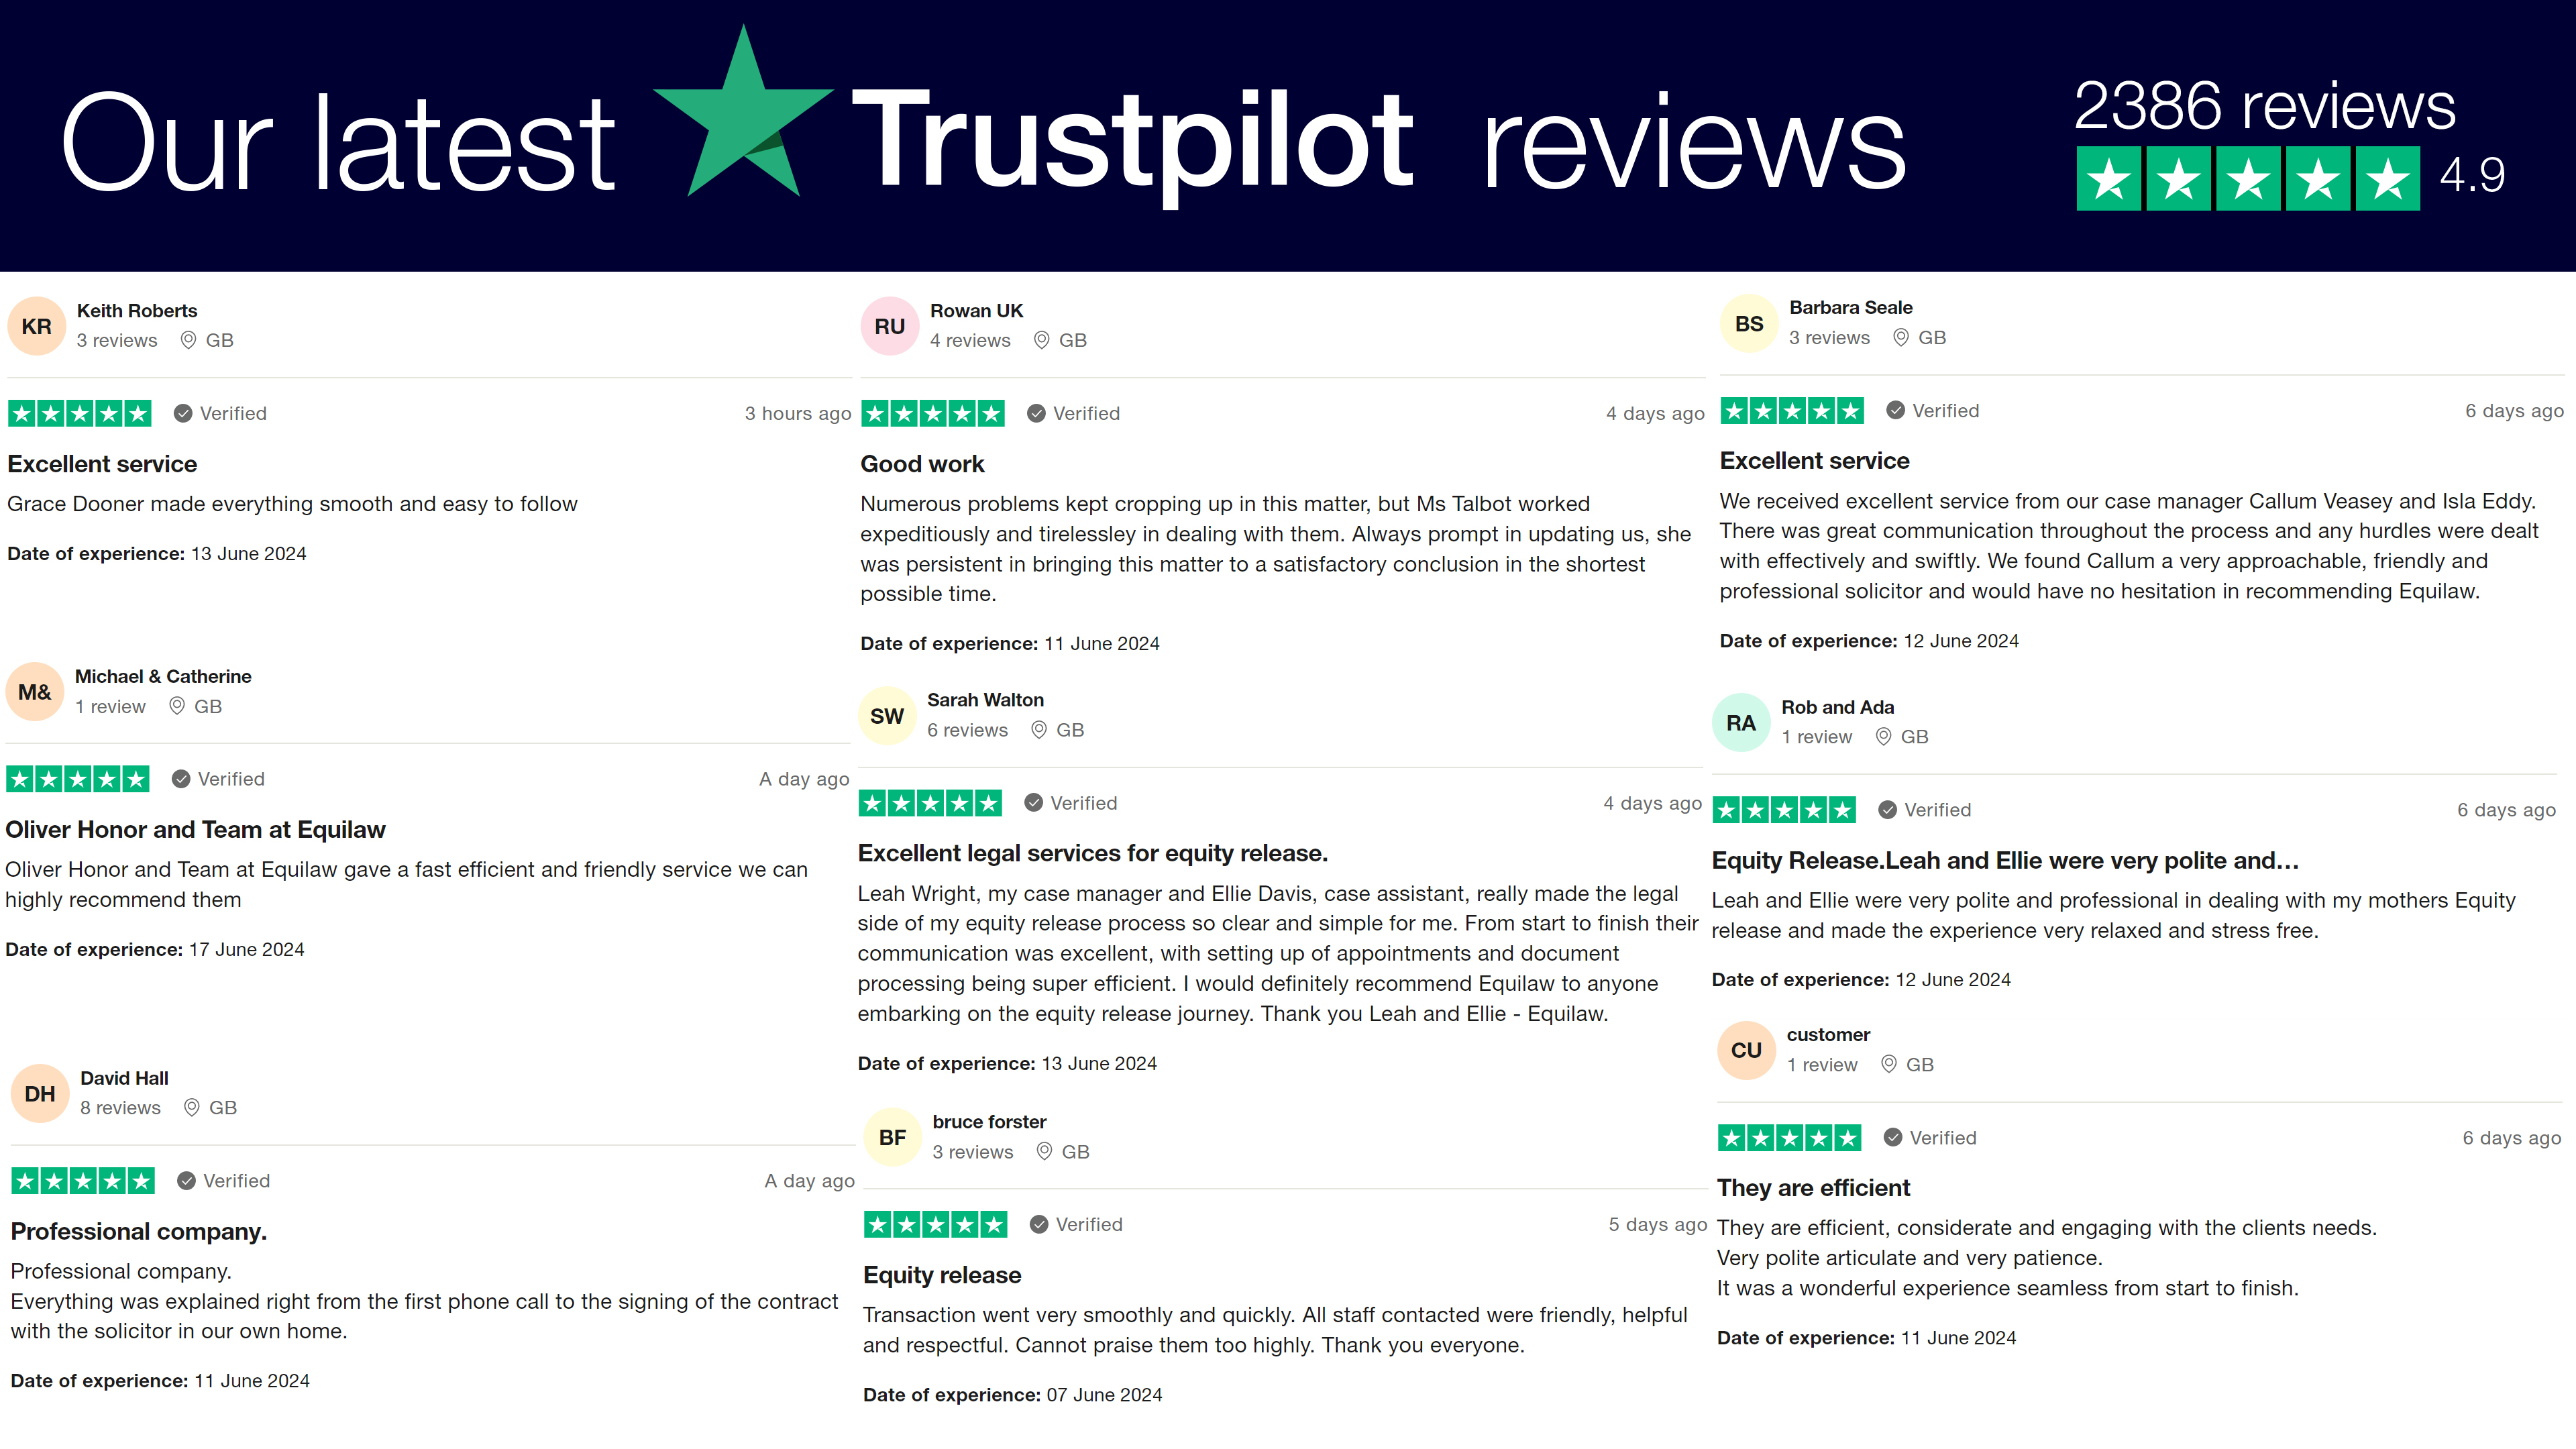 Our latest Trustpilot reviews
2386 reviews
4.9
KR
Keith Roberts
3 reviews GB
Verified
3 hours ago
Excellent service
Grace Dooner made everything smooth and easy to follow
Date of experience: 13 June 2024
M&
Michael & Catherine
1 review GB
Verified
A day ago
Oliver Honor and Team at Equilaw
Oliver Honor and Team at Equilaw gave a fast efficient and friendly service we can
highly recommend them
Date of experience: 17 June 2024
DH
David Hall
8 reviews GB
Verified
A day ago
Professional company.
Professional company.
Everything was explained right from the first phone call to the signing of the contract
with the solicitor in our own home.
Date of experience: 11 June 2024
RU
Rowan UK
4 reviews GB
Verified
4 days ago
Good work
Numerous problems kept cropping up in this matter, but Ms Talbot worked
expeditiously and tirelessley in dealing with them. Always prompt in updating us, she
was persistent in bringing this matter to a satisfactory conclusion in the shortest
possible time.
Date of experience: 11 June 2024
SW
Sarah Walton
6 reviews GB
Verified
4 days ago
Excellent legal services for equity release.
Leah Wright, my case manager and Ellie Davis, case assistant, really made the legal
side of my equity release process so clear and simple for me. From start to finish their
communication was excellent, with setting up of appointments and document
processing being super efficient. I would definitely recommend Equilaw to anyone
embarking on the equity release journey. Thank you Leah and Ellie - Equilaw.
Date of experience: 13 June 2024
BF
bruce forster
3 reviews GB
Verified
5 days ago
Equity release
Transaction went very smoothly and quickly. All staff contacted were friendly, helpful
and respectful. Cannot praise them too highly. Thank you everyone.
Date of experience: 07 June 2024
BS
Barbara Seale
3 reviews GB
Verified
6 days ago
Excellent service
We received excellent service from our case manager Callum Veasey and Isla Eddy.
There was great communication throughout the process and any hurdles were dealt
with effectively and swiftly. We found Callum a very approachable, friendly and
professional solicitor and would have no hesitation in recommending Equilaw.
Date of experience: 12 June 2024
RA
Rob and Ada
1 review GB
Verified
6 days ago
Equity Release.Leah and Ellie were very polite and…
Leah and Ellie were very polite and professional in dealing with my mothers Equity
release and made the experience very relaxed and stress free.
Date of experience: 12 June 2024
CU
customer
1 review GB
Verified
6 days ago
They are efficient
They are efficient, considerate and engaging with the clients needs.
Very polite articulate and very patience.
It was a wonderful experience seamless from start to finish.
Date of experience: 11 June 2024